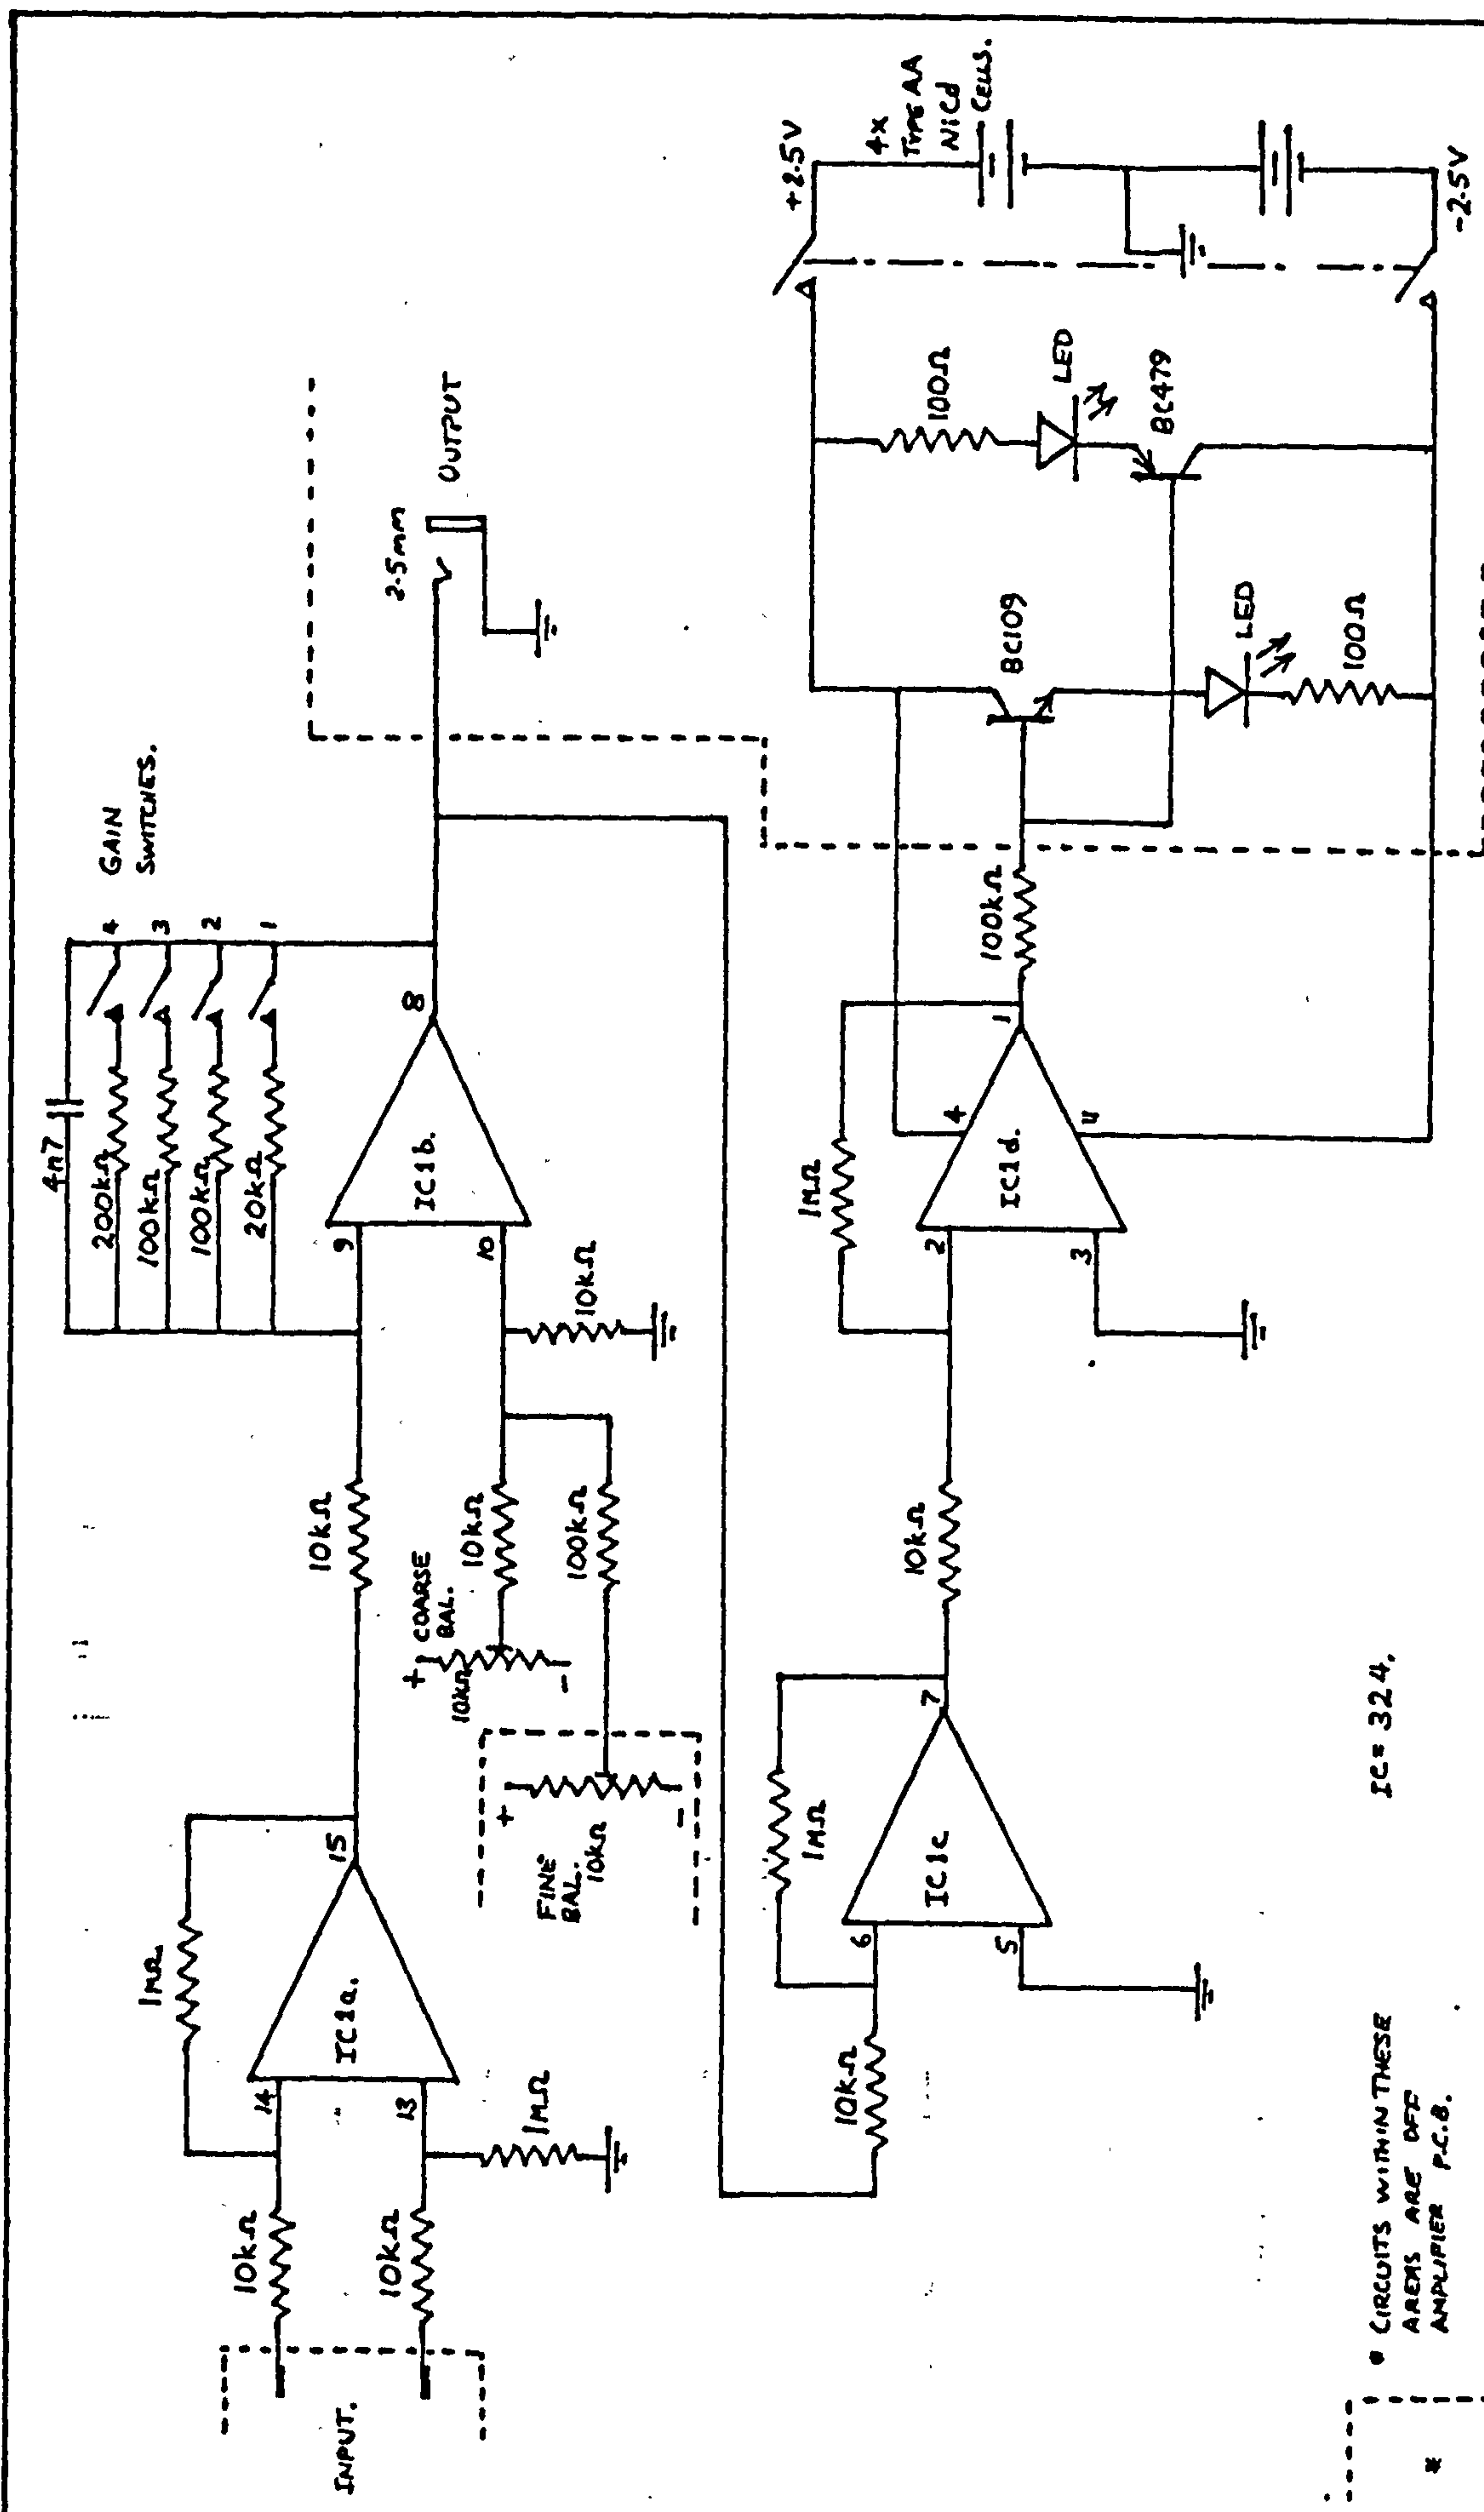 INPUT.
10kΩ
10kΩ
14
13
1MΩ
1MΩ
IC1a.
15
10kΩ
FINE
BAL.
10kΩ
+
-
+
COARSE
BAL.
10kΩ
-
10kΩ
100kΩ
10kΩ
9
10
IC1b.
8
4n7
200kΩ
100kΩ
100kΩ
20kΩ
4
3
2
1
GAIN
SWITCHES.
3.5mm
OUTPUT
10kΩ
6
5
1MΩ
IC1c
7
10kΩ
2
3
1MΩ
IC1d.
4
11
1
100kΩ
BC109
LED
100Ω
100Ω
LED
BC479
+2.5V
4x
TYPE AA
NiCd
CELLS.
-2.5V
IC = 324.
*
• CIRCUITS WITHIN THESE
AREAS ARE OFF
AMPLIFIER P.C.B.